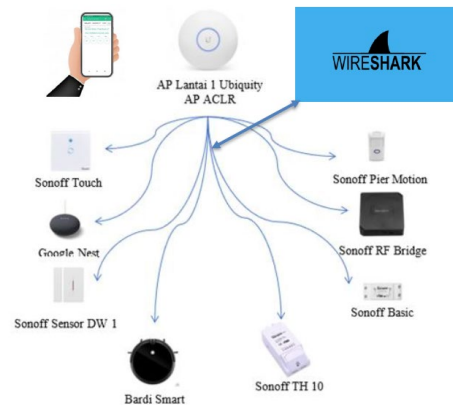 AP Lantai 1 Ubiquity
AP ACLR
WIRESHARK
Sonoff Touch
Sonoff Pier Motion
Google Nest
Sonoff RF Bridge
Sonoff Sensor DW 1
Sonoff Basic
Bardi Smart
Sonoff TH 10